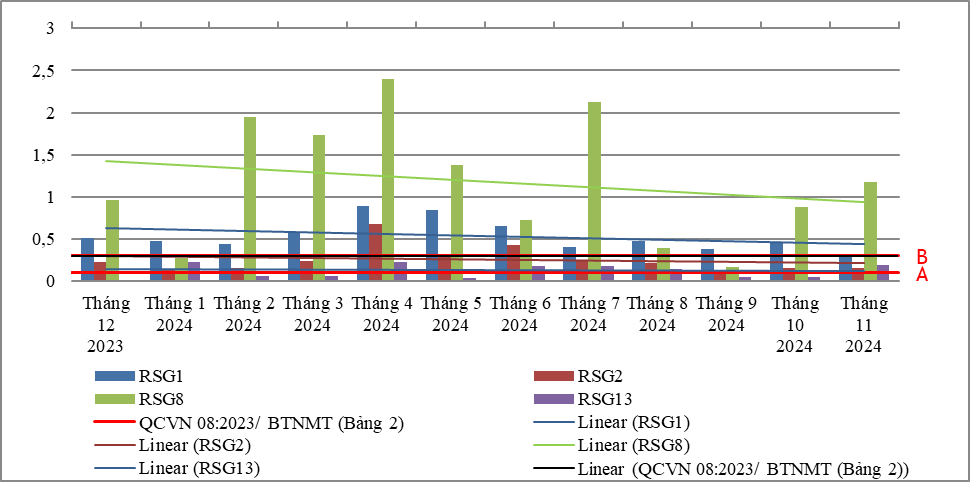 3
2,5
2
1,5
1
0,5
0
B
A
Tháng 12 2023
Tháng 1 2024
Tháng 2 2024
Tháng 3 2024
Tháng 4 2024
Tháng 5 2024
Tháng 6 2024
Tháng 7 2024
Tháng 8 2024
Tháng 9 2024
Tháng 10 2024
Tháng 11 2024
RSG1
RSG2
RSG8
RSG13
QCVN 08:2023/ BTNMT (Bảng 2)
Linear (RSG1)
Linear (RSG2)
Linear (RSG8)
Linear (RSG13)
Linear (QCVN 08:2023/ BTNMT (Bảng 2))